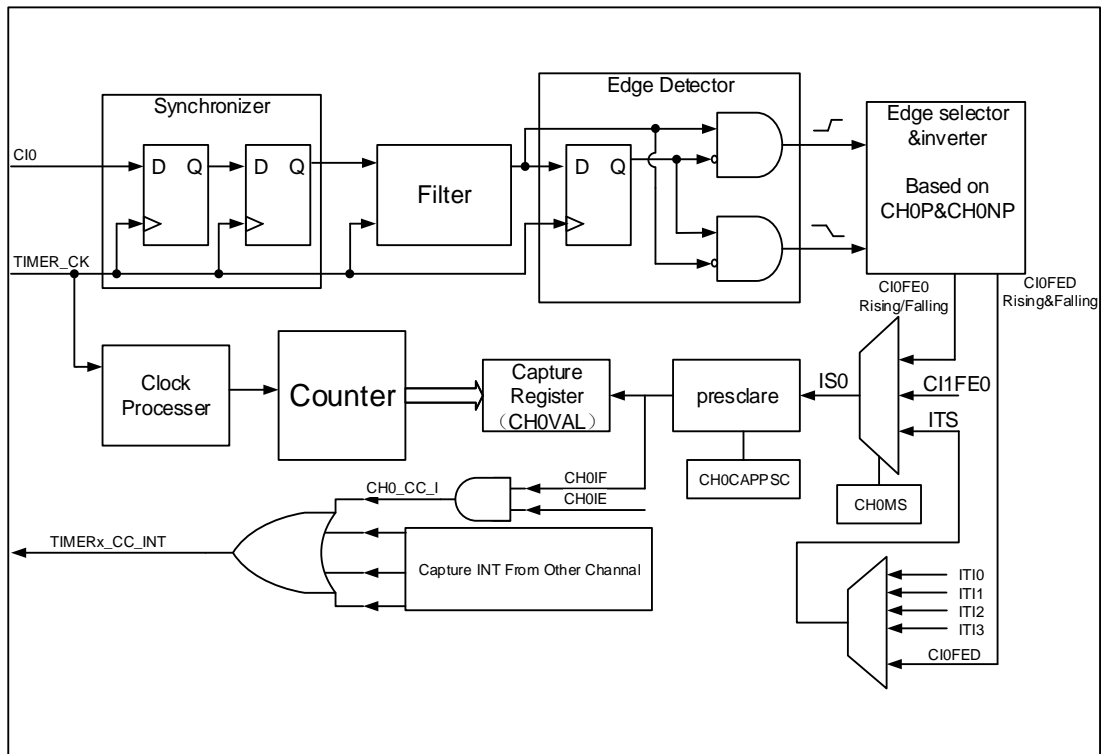 Synchronizer
Edge Detector
Edge selector
&inverter
Based on
CH0P&CH0NP
CI0
D Q
D Q
Filter
D Q
TIMER_CK
CI0FE0
Rising/Falling
CI0FED
Rising&Falling
Clock
Processer
Counter
Capture
Register
（CH0VAL）
presclare
IS0
CI1FE0
ITS
CH0CAPPSC
CH0MS
CH0_CC_I
CH0IF
CH0IE
TIMERx_CC_INT
Capture INT From Other Channel
ITI0
ITI1
ITI2
ITI3
CI0FED